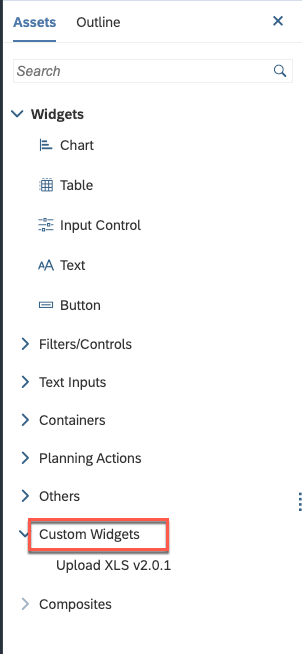 Assets Outline
Search
Widgets
Chart
Table
Input Control
Text
Button
Filters/Controls
Text Inputs
Containers
Planning Actions
Others
Custom Widgets
Upload XLS v2.0.1
Composites